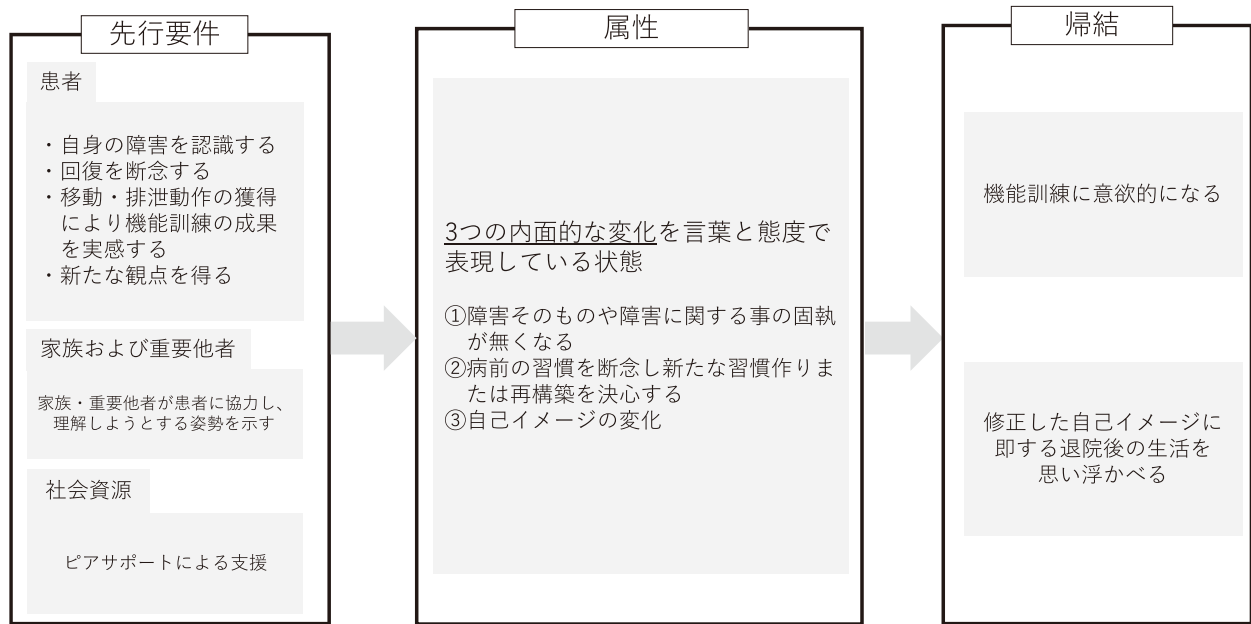 先行要件
患者
・自身の障害を認識する
・回復を断念する
・移動・排泄動作の獲得
により機能訓練の成果
を実感する
・新たな観点を得る
家族および重要他者
家族・重要他者が患者に協力し、
理解しようとする姿勢を示す
社会資源
ピアサポートによる支援
属性
3つの内面的な変化を言葉と態度で
表現している状態
①障害そのものや障害に関する事の固執
が無くなる
②病前の習慣を断念し新たな習慣作りま
たは再構築を決心する
③自己イメージの変化
帰結
機能訓練に意欲的になる
修正した自己イメージに
即する退院後の生活を
思い浮かべる